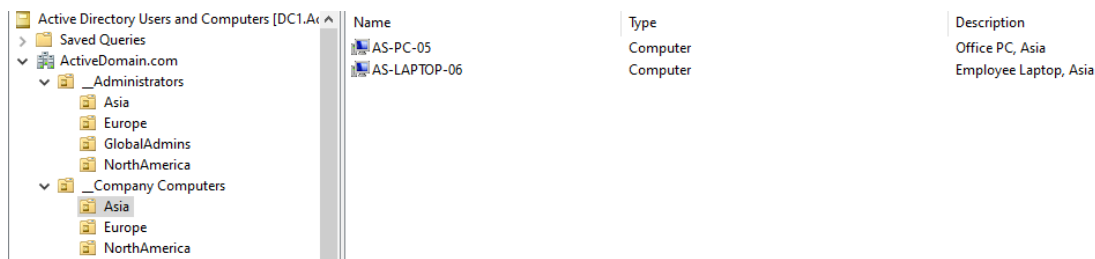 Active Directory Users and Computers [DC1.Ac
Saved Queries
ActiveDomain.com
__Administrators
Asia
Europe
GlobalAdmins
NorthAmerica
__Company Computers
Asia
Europe
NorthAmerica
Name Type Description
AS-PC-05 Computer Office PC, Asia
AS-LAPTOP-06 Computer Employee Laptop, Asia